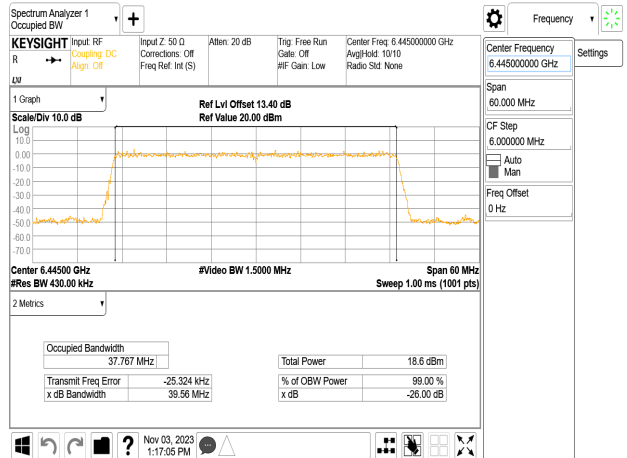 Spectrum Analyzer 1
Occupied BW
Frequency
KEYSIGHT
R
Input: RF
Coupling: DC
Align: Off
Input Z: 50 Ω
Corrections: Off
Freq Ref: Int (S)
Atten: 20 dB
Trig: Free Run
Gate: Off
#IF Gain: Low
Center Freq: 6.445000000 GHz
Avg|Hold: 10/10
Radio Std: None
Center Frequency
6.445000000 GHz
Settings
Span
60.000 MHz
CF Step
6.000000 MHz
Auto
Man
Freq Offset
0 Hz
1 Graph
Scale/Div 10.0 dB
Ref Lvl Offset 13.40 dB
Ref Value 20.00 dBm
Log
10.0
0.00
-10.0
-20.0
-30.0
-40.0
-50.0
-60.0
-70.0
Center 6.44500 GHz
#Video BW 1.5000 MHz
Span 60 MHz
#Res BW 430.00 kHz
Sweep 1.00 ms (1001 pts)
2 Metrics
Occupied Bandwidth
37.767 MHz
Total Power 18.6 dBm
Transmit Freq Error -25.324 kHz
% of OBW Power 99.00 %
x dB Bandwidth 39.56 MHz
x dB -26.00 dB
Nov 03, 2023
1:17:05 PM